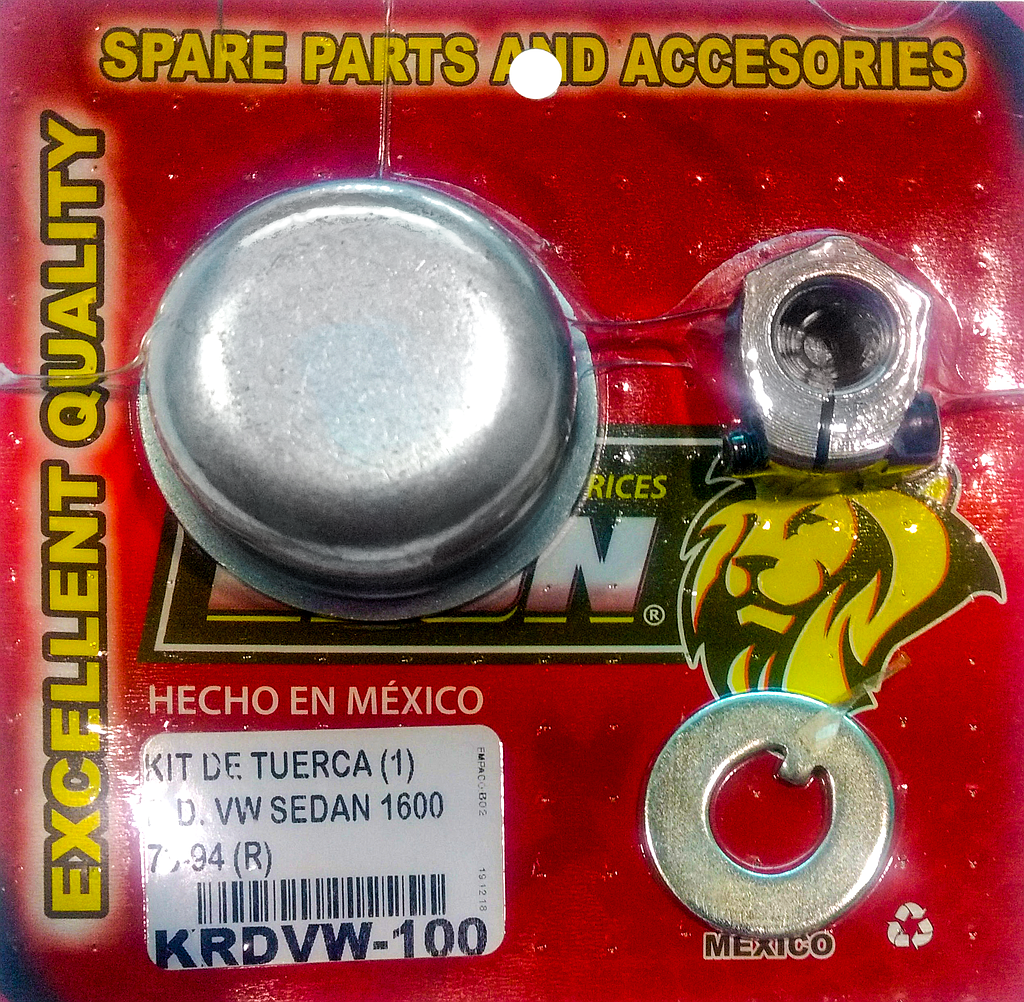 SPARE PARTS AND ACCESORIES
EXCELLENT QUALITY
®
HECHO EN MÉXICO
KIT DE TUERCA (1)
VW SEDAN 1600
94 (R)
191218
KRDVW-100
MEXICO